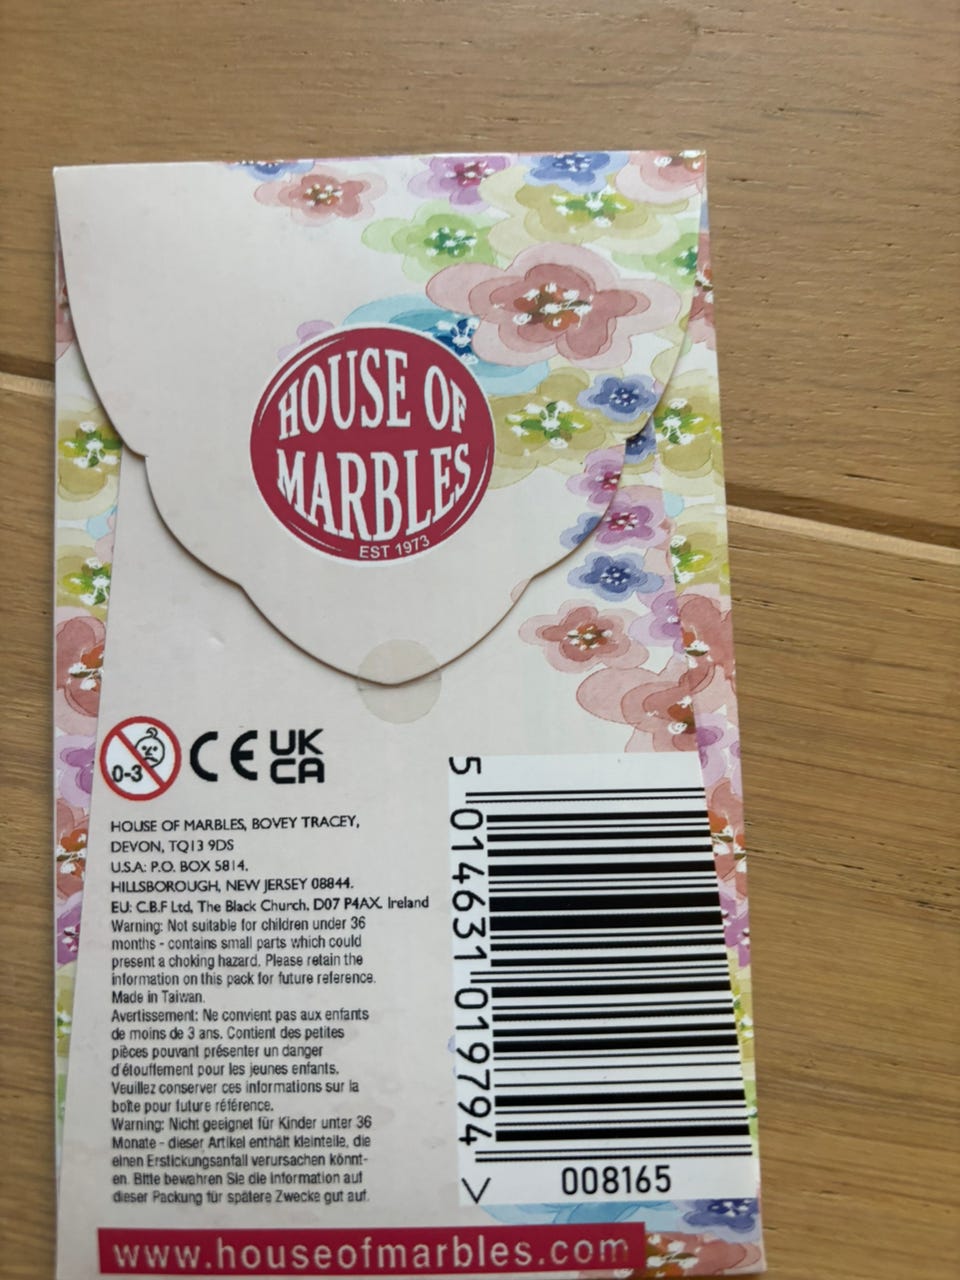 HOUSE OF
MARBLES
EST 1973
0-3
CE
UK
CA
HOUSE OF MARBLES, BOVEY TRACEY,
DEVON, TQ13 9DS
U.S.A: P.O. BOX 5814.
HILLSBOROUGH, NEW JERSEY 08844.
EU: C.B.F Ltd, The Black Church. D07 P4AX. Ireland
Warning: Not suitable for children under 36
months - contains small parts which could
present a choking hazard. Please retain the
information on this pack for future reference.
Made in Taiwan.
Avertissement: Ne convient pas aux enfants
de moins de 3 ans. Contient des petites
pièces pouvant présenter un danger
d'étouffement pour les jeunes enfants.
Veuillez conserver ces informations sur la
boîte pour future référence.
Warning: Nicht geeignet für Kinder unter 36
Monate - dieser Artikel enthält kleinteile, die
einen Erstickungsanfall verursachen könnt-
en. Bitte bewahren Sie die Information auf
dieser Packung für spätere Zwecke gut auf.
5 014631 019794 >
008165
www.houseofmarbles.com